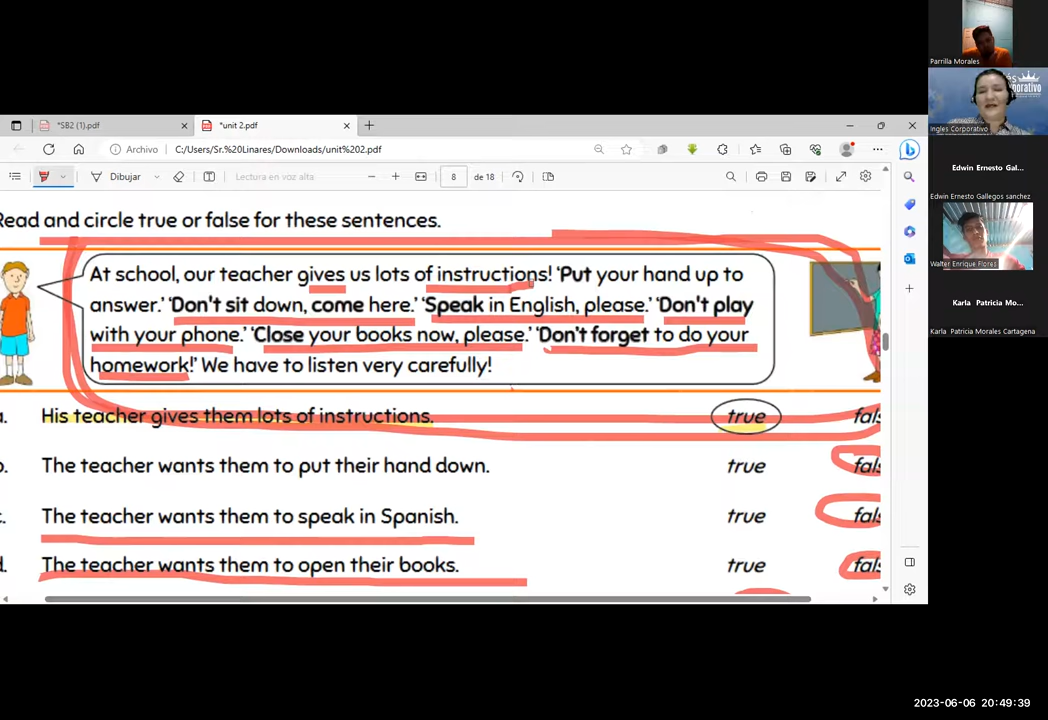 *SB2 (1).pdf
*unit 2.pdf
Archivo
C:/Users/Sr.%20Linares/Downloads/unit%202.pdf
Dibujar
Lectura en voz alta
8
de 18
Read and circle true or false for these sentences.
At school, our teacher gives us lots of instructions! 'Put your hand up to
answer.' 'Don't sit down, come here.' 'Speak in English, please.' 'Don't play
with your phone.' 'Close your books now, please.' 'Don't forget to do your
homework!' We have to listen very carefully!
a. His teacher gives them lots of instructions. true fals
The teacher wants them to put their hand down. true fals
c. The teacher wants them to speak in Spanish. true fals
d. The teacher wants them to open their books. true fals
Parrilla Morales
Ingles Corporativo
Edwin Ernesto Gal...
Edwin Ernesto Gallegos sanchez
Walter Enrique Flores
Karla Patricia Mo...
Karla Patricia Morales Cartagena
2023-06-06 20:49:39